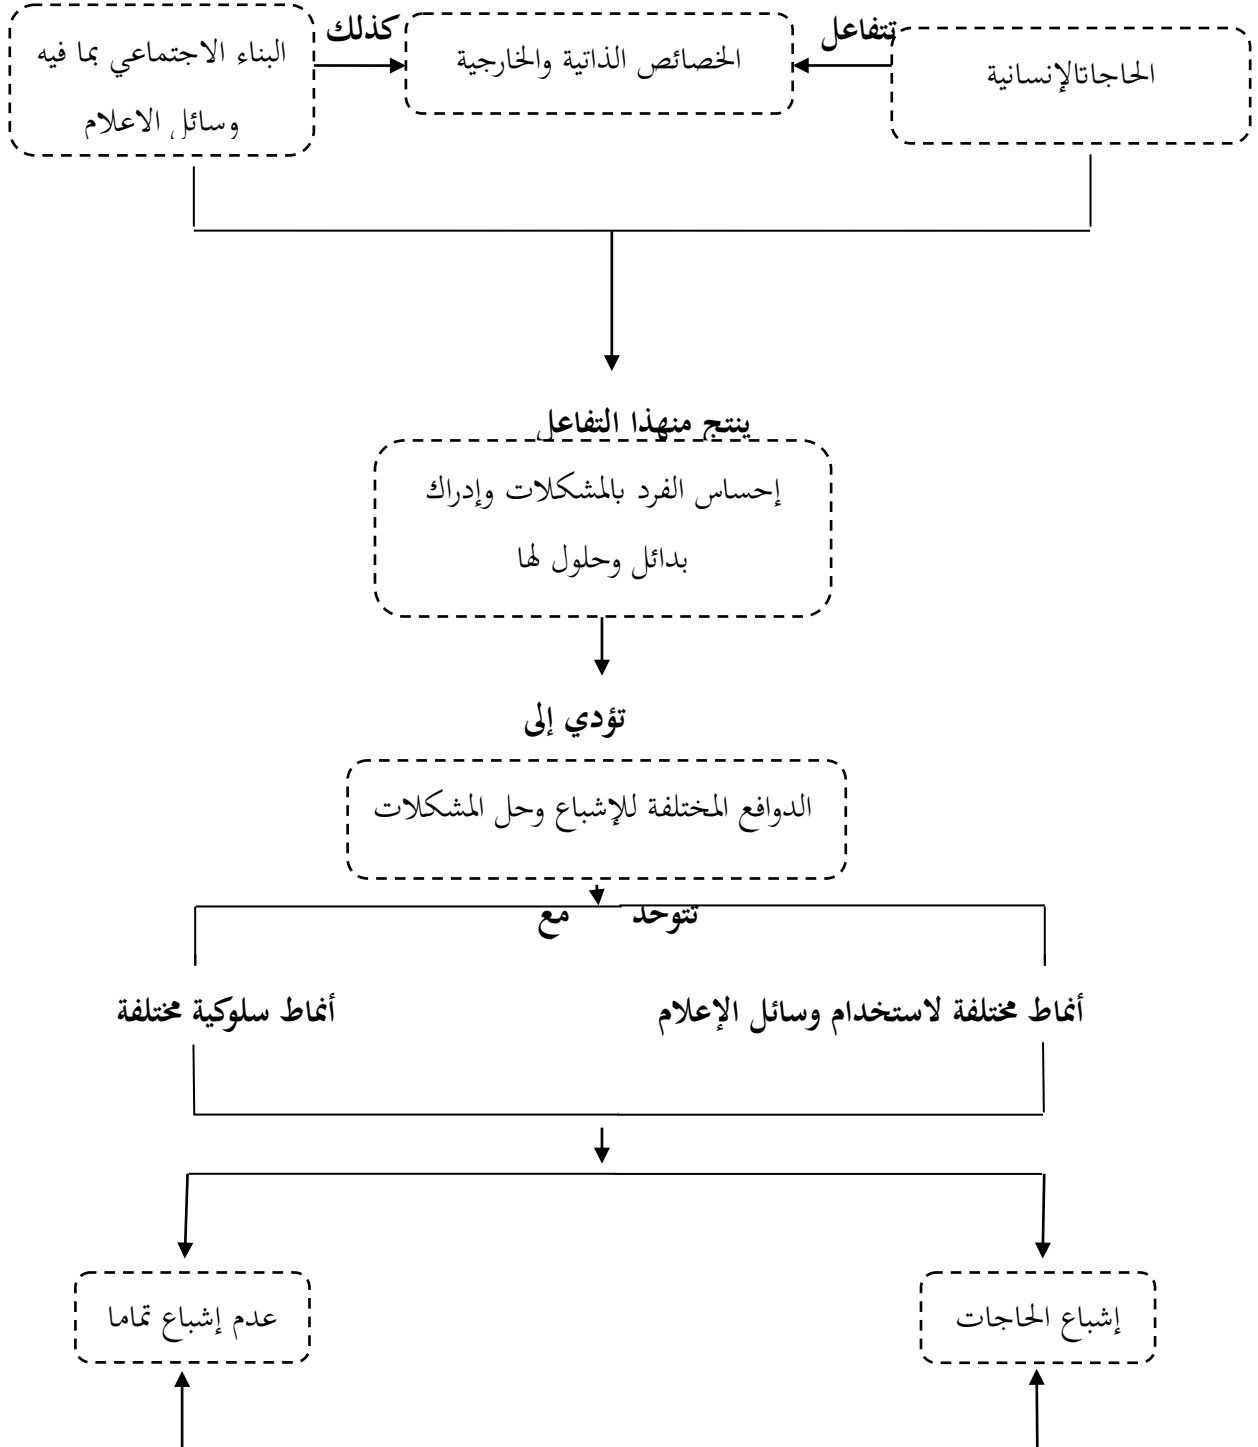 الحاجاتالإنسانية
تتفاعل
الخصائص الذاتية والخارجية
كذلك
البناء الاجتماعي بما فيه
وسائل الاعلام
ينتج منهذا التفاعل
إحساس الفرد بالمشكلات وإدراك
بدائل وحلول لها
تؤدي إلى
الدوافع المختلفة للإشباع وحل المشكلات
تتوحد مع
أنماط مختلفة لاستخدام وسائل الإعلام
أنماط سلوكية مختلفة
إشباع الحاجات
عدم إشباع تماما